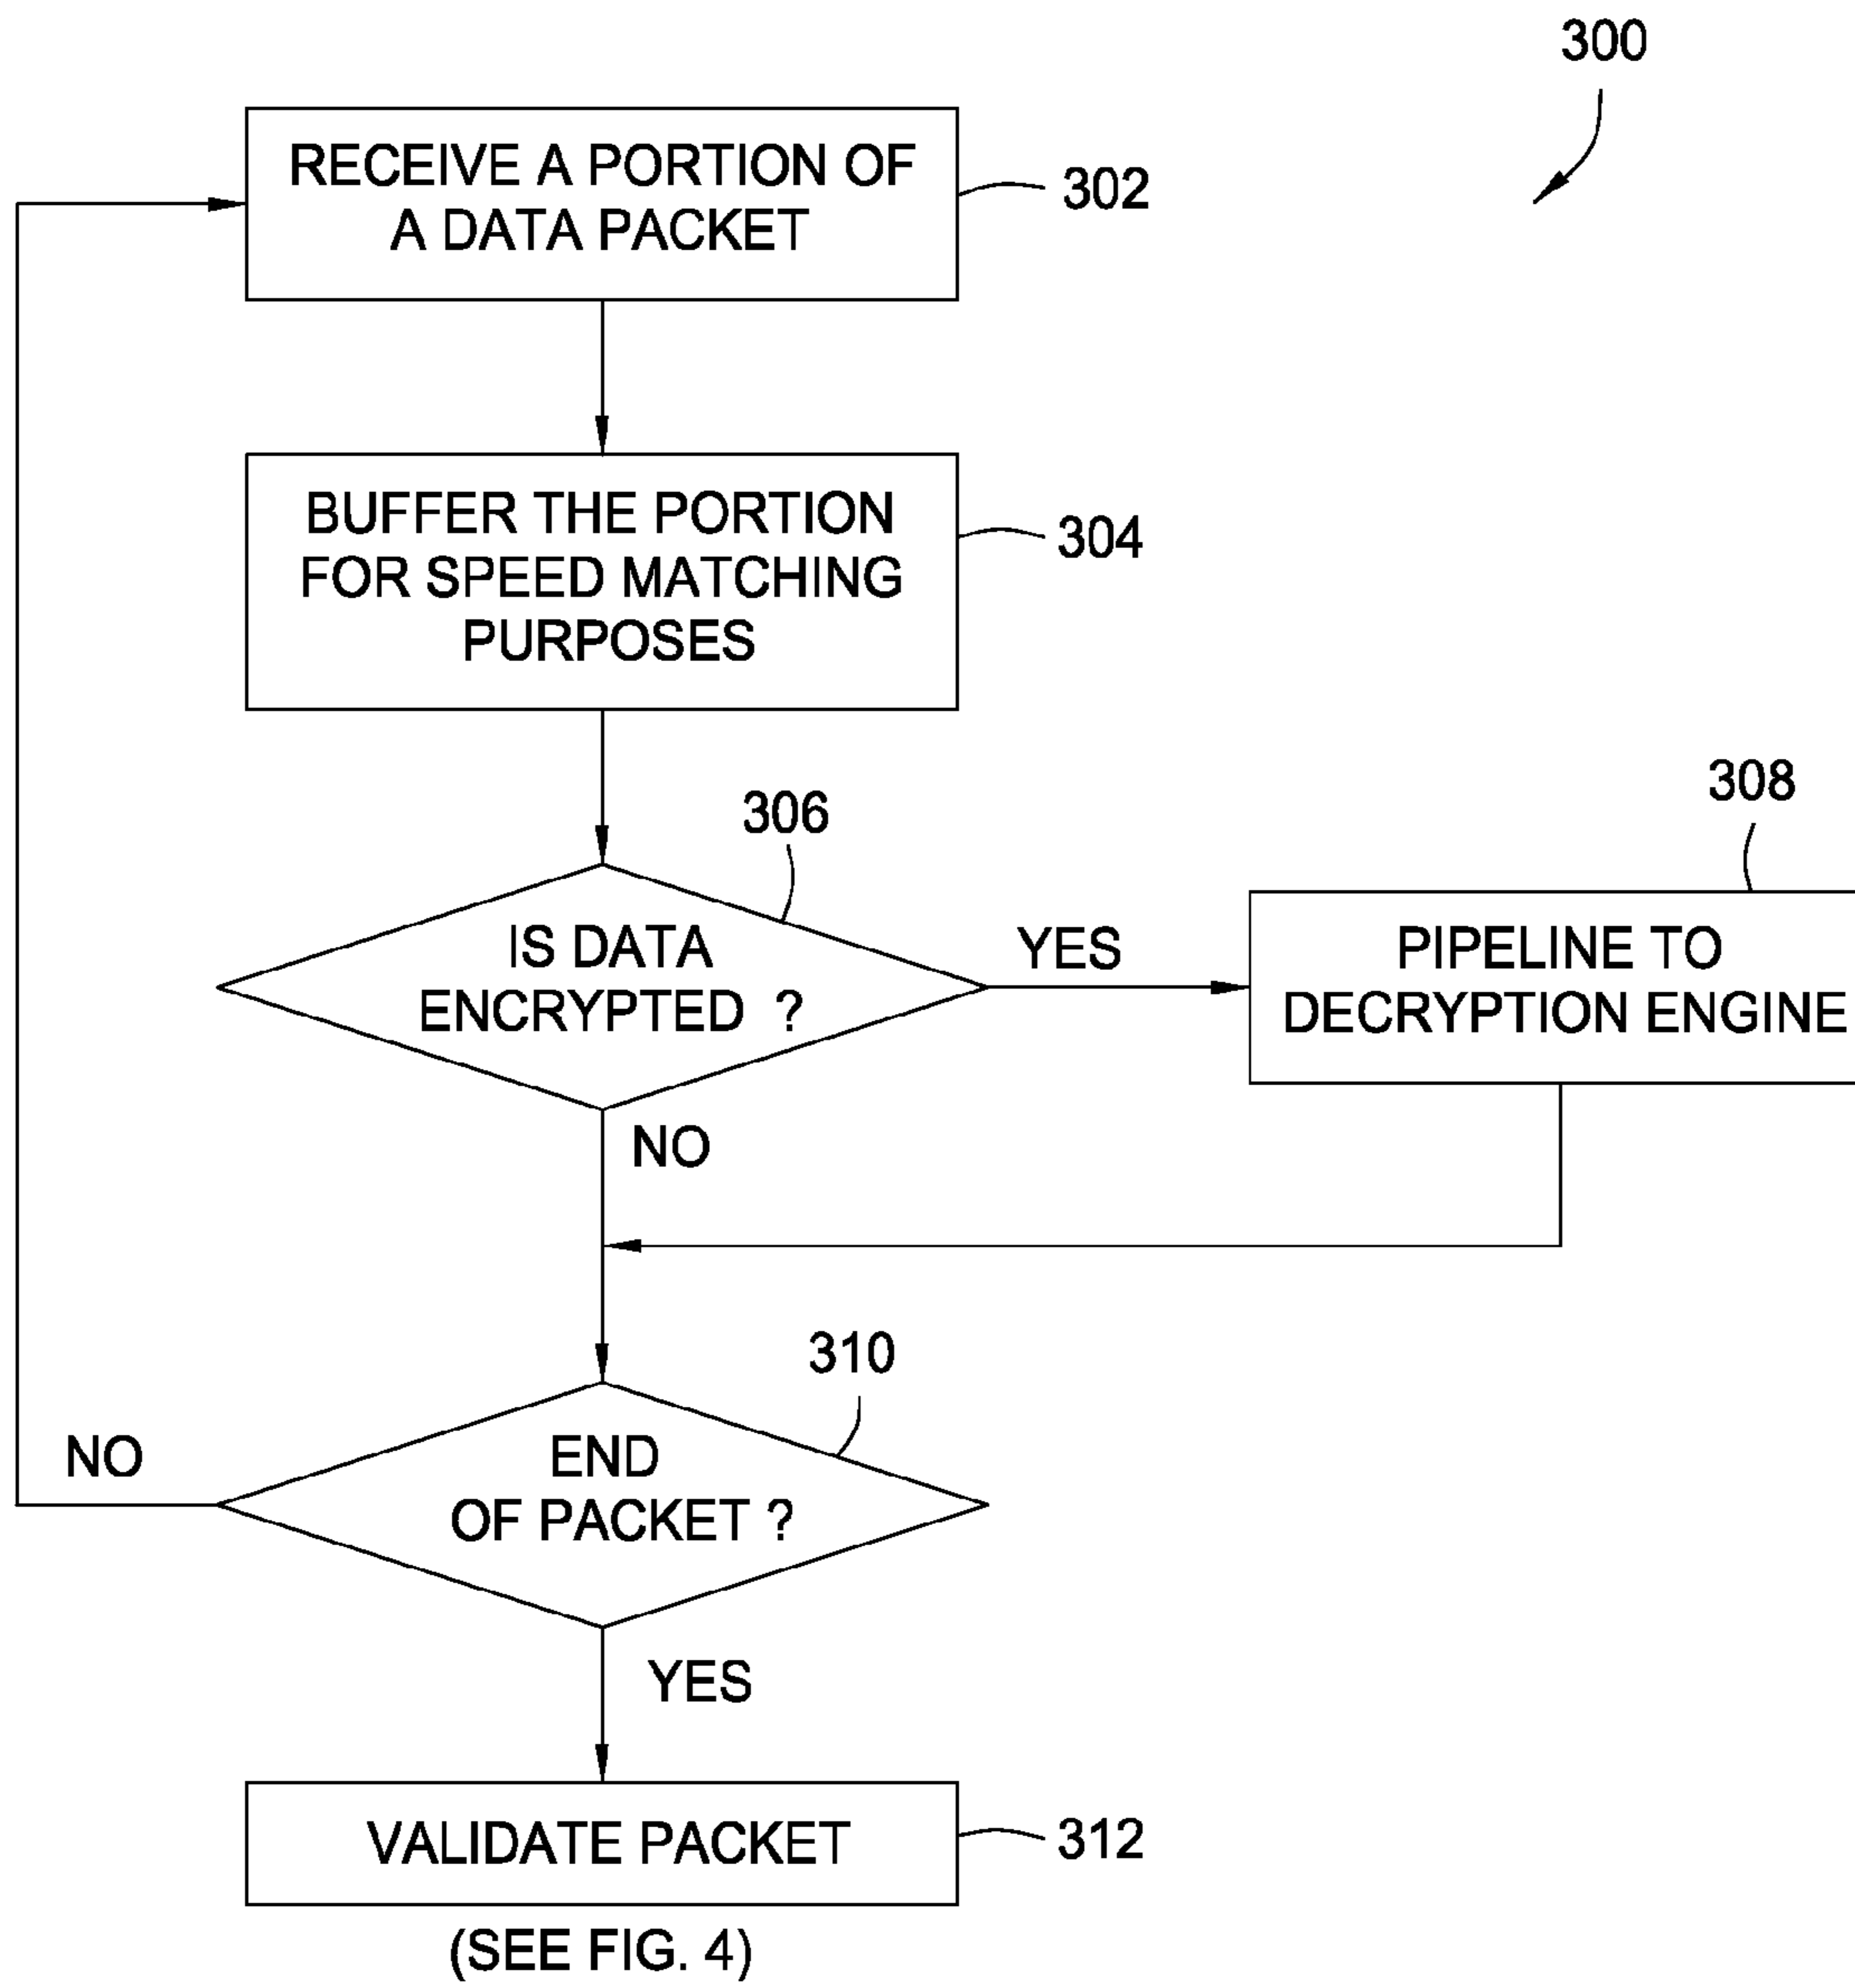 300
RECEIVE A PORTION OF
A DATA PACKET
302
BUFFER THE PORTION
FOR SPEED MATCHING
PURPOSES
304
306
IS DATA
ENCRYPTED ?
YES
308
PIPELINE TO
DECRYPTION ENGINE
NO
310
END
OF PACKET ?
NO
YES
VALIDATE PACKET
312
(SEE FIG. 4)